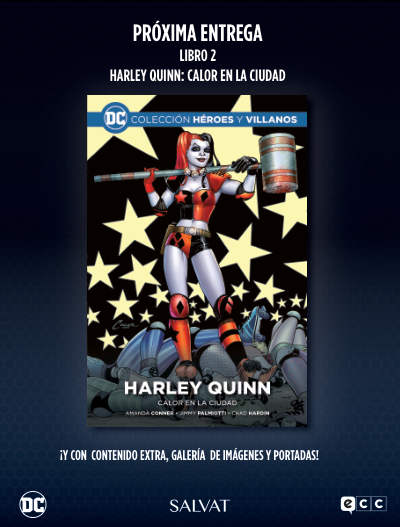 PRÓXIMA ENTREGA
LIBRO 2
HARLEY QUINN: CALOR EN LA CIUDAD
DC COLECCIÓN HÉROES Y VILLANOS
HARLEY QUINN
CALOR EN LA CIUDAD
AMANDA CONNER • JIMMY PALMIOTTI • CHAD HARDIN
¡Y CON CONTENIDO EXTRA, GALERÍA DE IMÁGENES Y PORTADAS!
DC SALVAT ecc